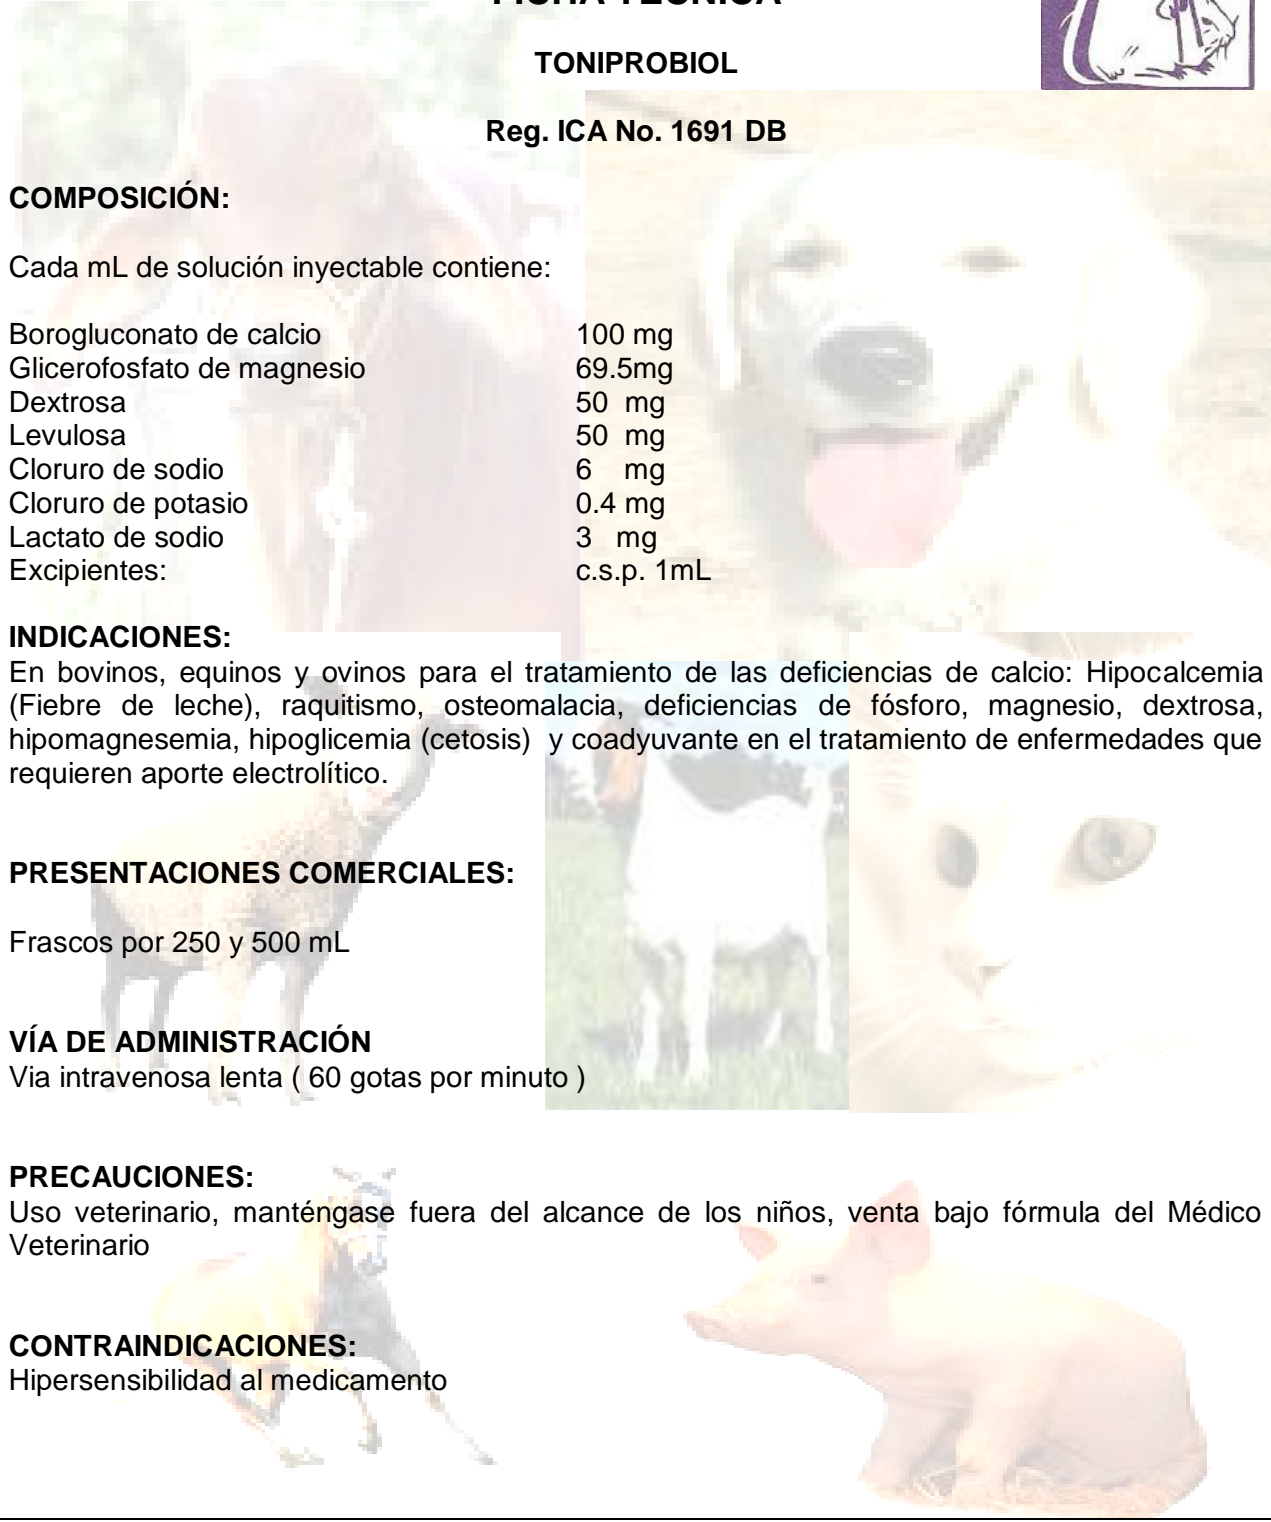 FICHA TÉCNICA
TONIPROBIOL
Reg. ICA No. 1691 DB
COMPOSICIÓN:
Cada mL de solución inyectable contiene:
Borogluconato de calcio 100 mg
Glicerofosfato de magnesio 69.5mg
Dextrosa 50 mg
Levulosa 50 mg
Cloruro de sodio 6 mg
Cloruro de potasio 0.4 mg
Lactato de sodio 3 mg
Excipientes: c.s.p. 1mL
INDICACIONES:
En bovinos, equinos y ovinos para el tratamiento de las deficiencias de calcio: Hipocalcemia
(Fiebre de leche), raquitismo, osteomalacia, deficiencias de fósforo, magnesio, dextrosa,
hipomagnesemia, hipoglicemia (cetosis) y coadyuvante en el tratamiento de enfermedades que
requieren aporte electrolítico.
PRESENTACIONES COMERCIALES:
Frascos por 250 y 500 mL
VÍA DE ADMINISTRACIÓN
Via intravenosa lenta ( 60 gotas por minuto )
PRECAUCIONES:
Uso veterinario, manténgase fuera del alcance de los niños, venta bajo fórmula del Médico
Veterinario
CONTRAINDICACIONES:
Hipersensibilidad al medicamento